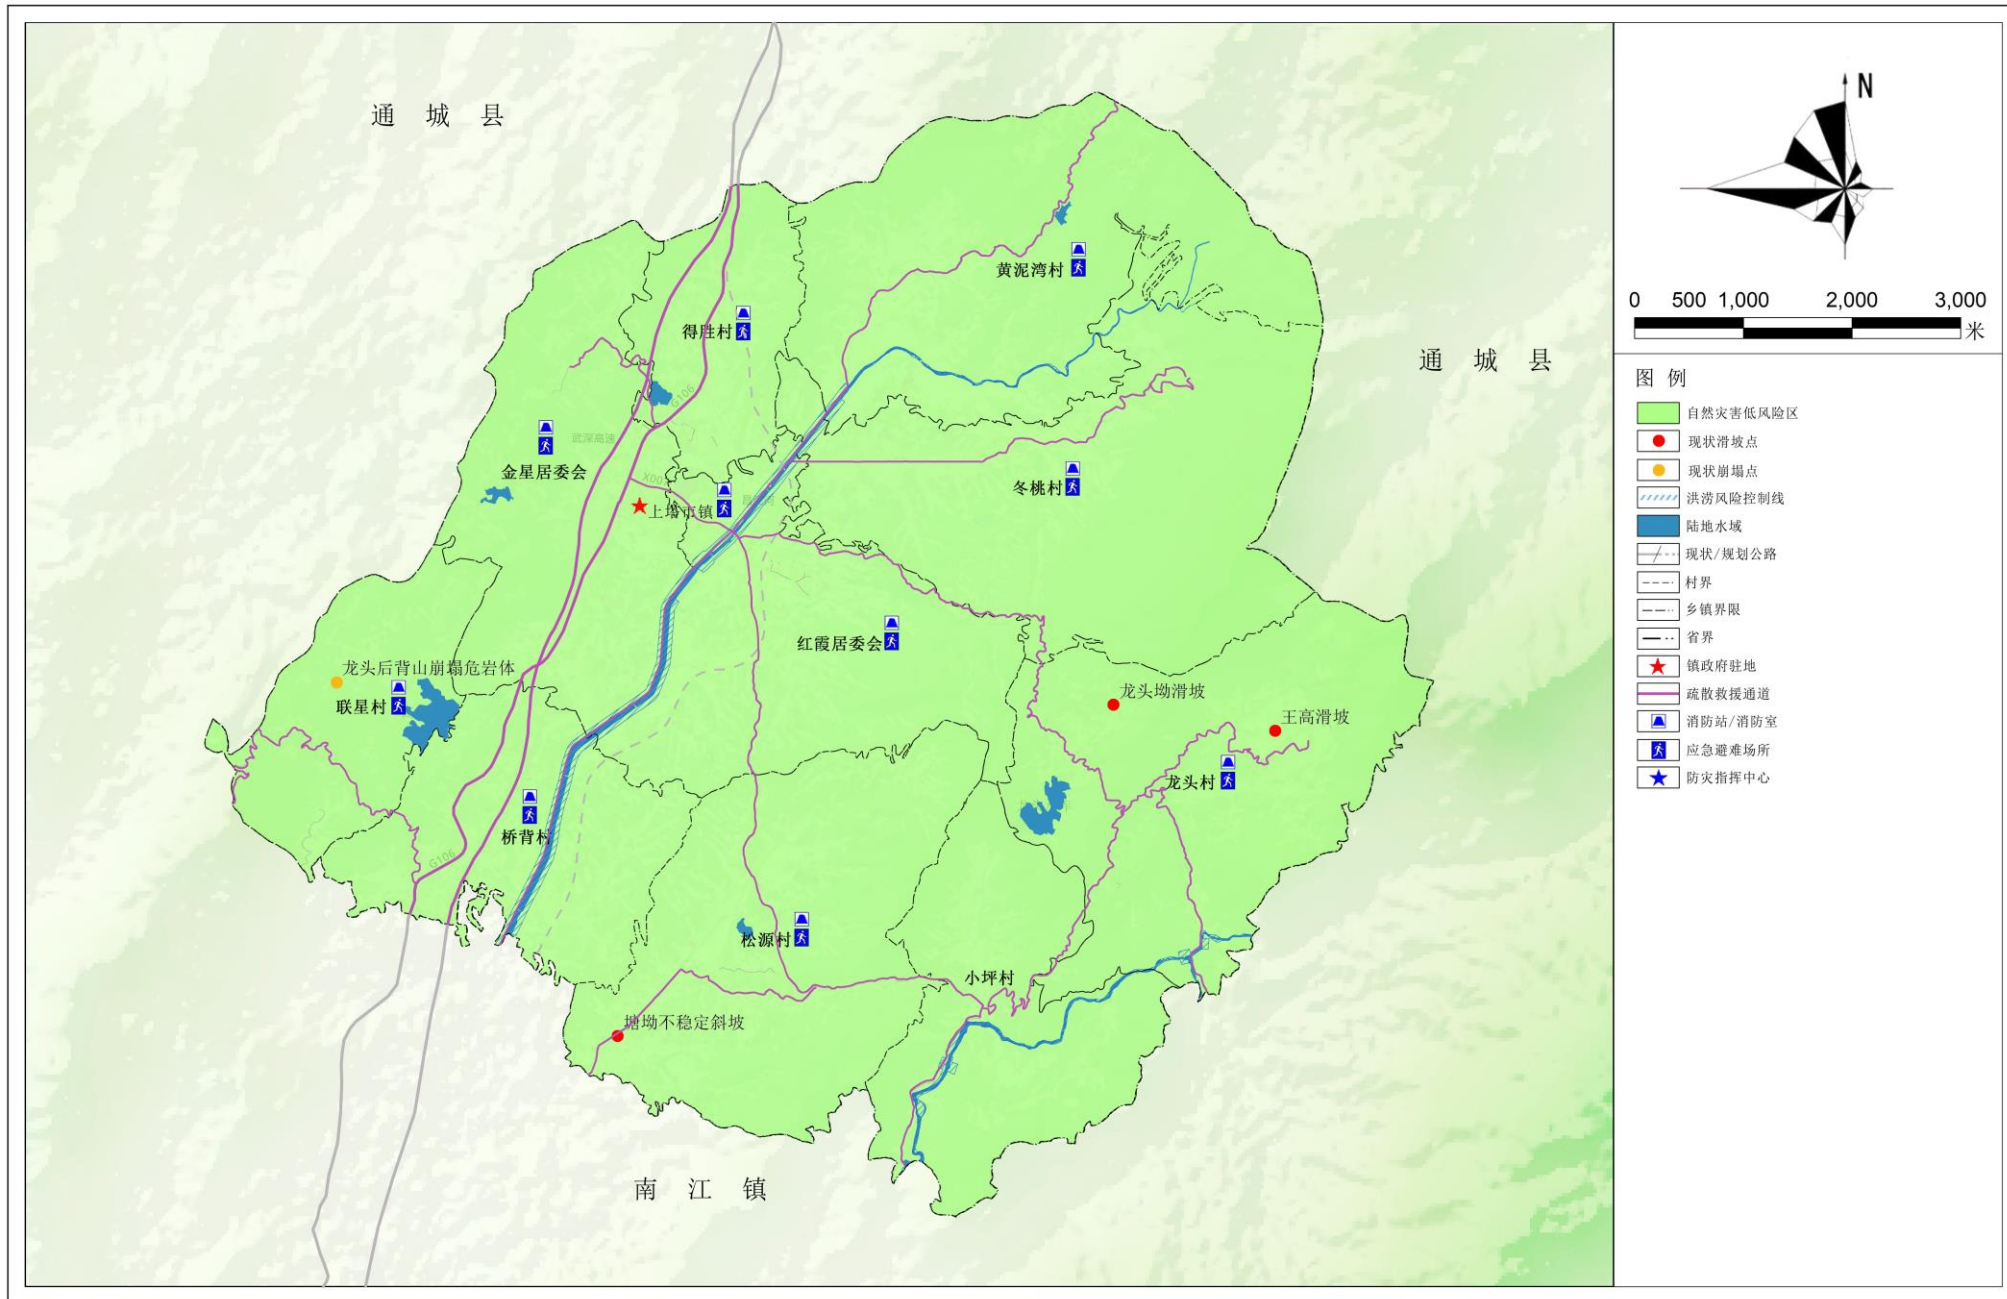 通城县
N
0 500 1,000 2,000 3,000
米
黄泥湾村
得胜村
通城县
图例
自然灾害低风险区
现状滑坡点
现状崩塌点
洪涝风险控制线
陆地水域
现状/规划公路
村界
乡镇界限
省界
镇政府驻地
疏散救援通道
消防站/消防室
应急避难场所
防灾指挥中心
G106
武深高速
金星居委会
冬桃村
X001
上塔市镇
红霞居委会
龙头后背山崩塌危岩体
联星村
龙头坳滑坡
王高滑坡
龙头村
桥背村
G106
松源村
小坪村
塘坳不稳定斜坡
南江镇